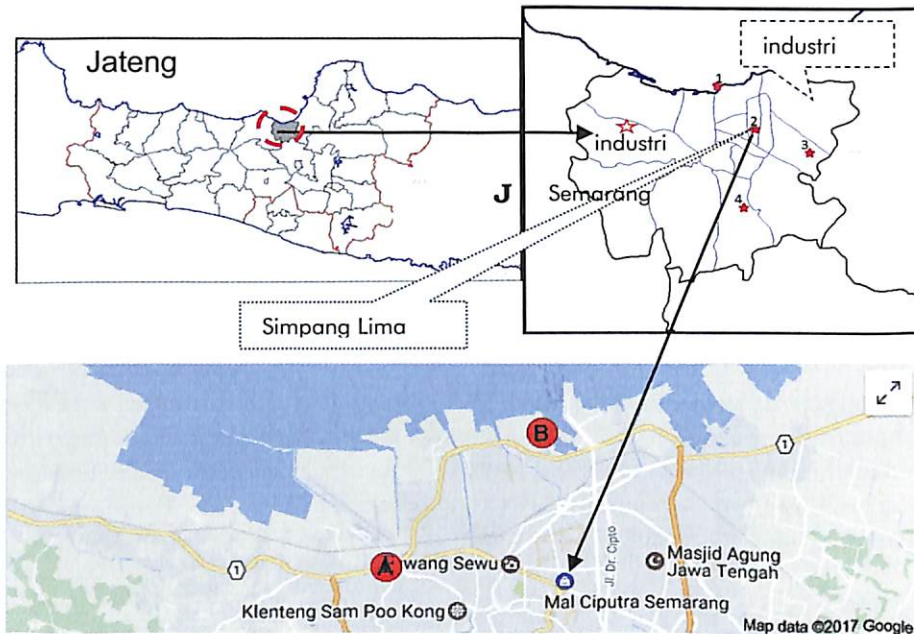 Jateng
J
industri
1
2
3
4
industri
Semarang
Simpang Lima
B
1
1
A
wang Sewu
Jl. Dr. Cipto
Masjid Agung
Jawa Tengah
Klenteng Sam Poo Kong
Mal Ciputra Semarang
Map data ©2017 Google